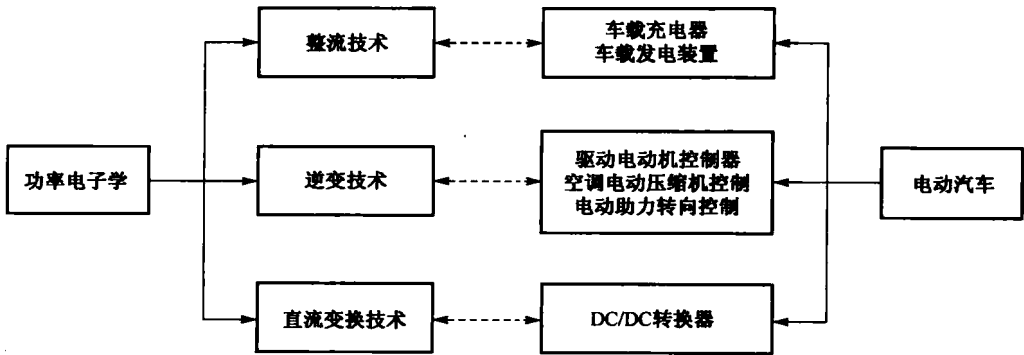 整流技术
车载充电器
车载发电装置
功率电子学
逆变技术
驱动电动机控制器
空调电动压缩机控制
电动助力转向控制
电动汽车
直流变换技术
DC/DC转换器